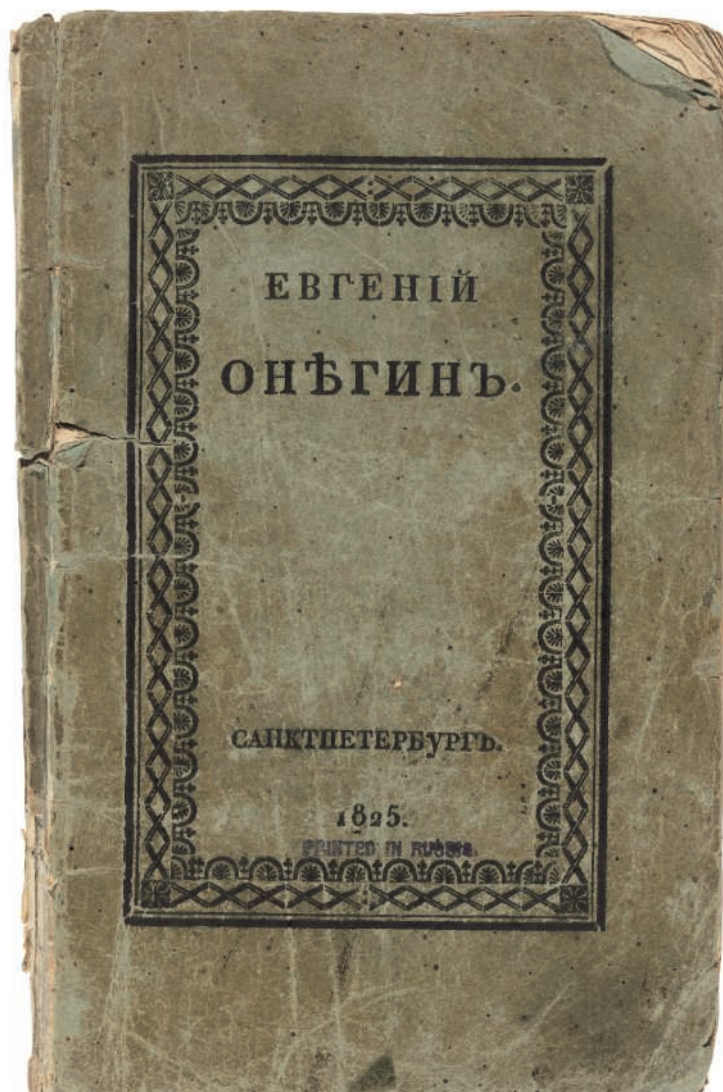 ЕВГЕНІЙ
ОНѢГИНЪ.
САНКТПЕТЕРБУРГЪ.
1825.
PRINTED IN RUSSIA.